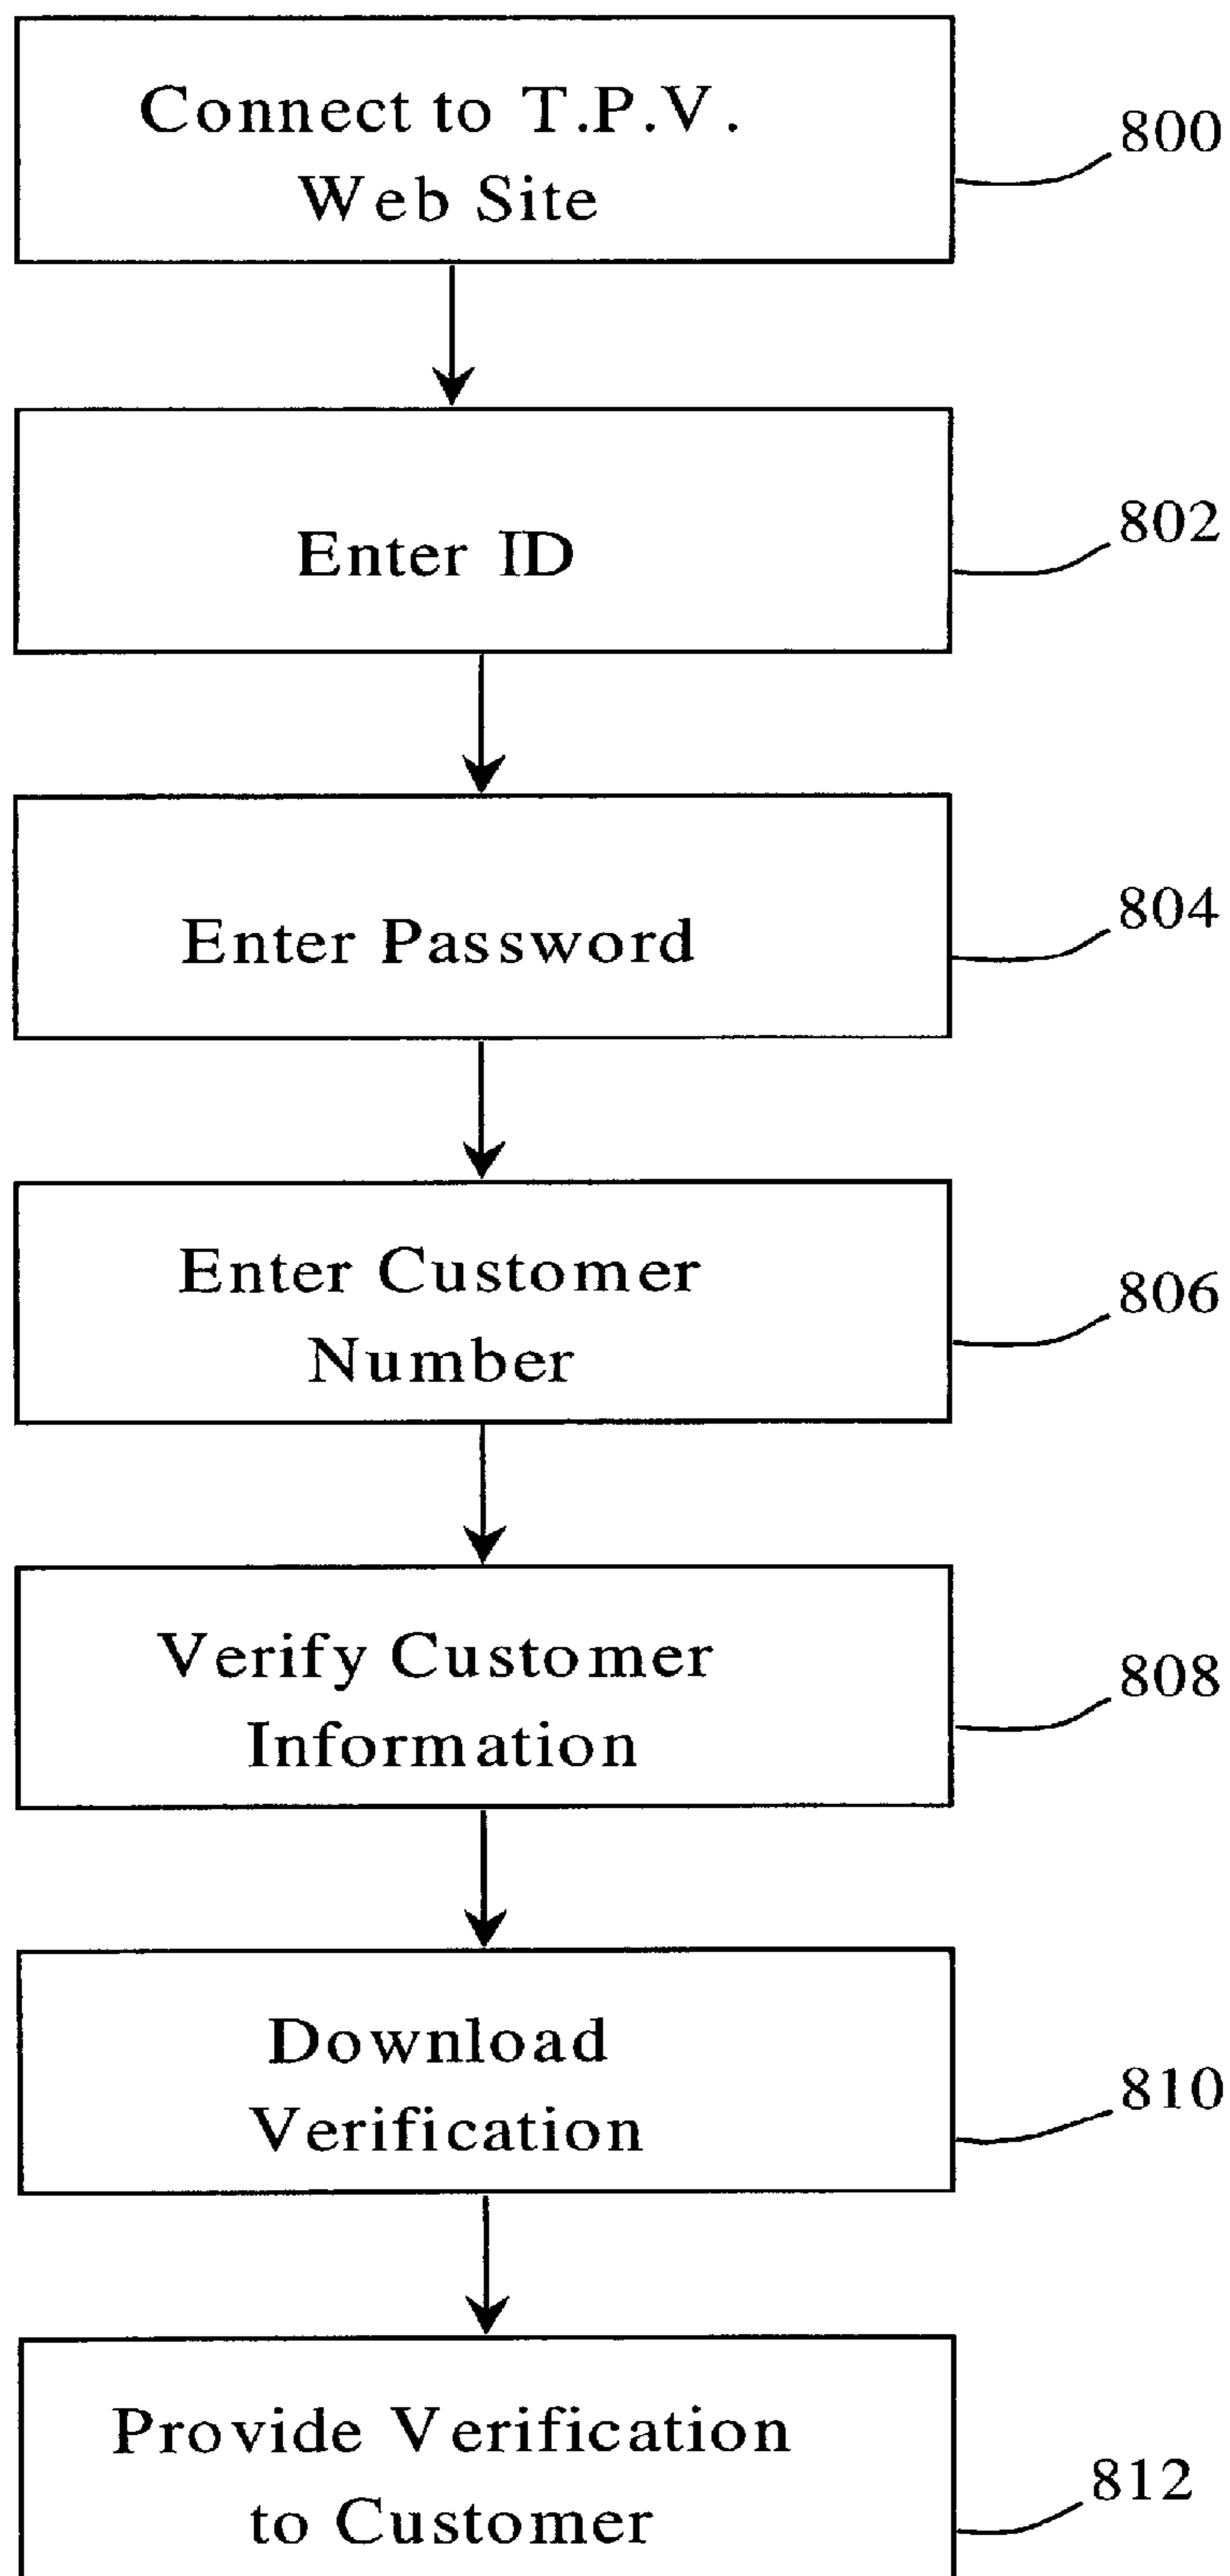 Connect to T.P.V.
Web Site
800
Enter ID
802
Enter Password
804
Enter Customer
Number
806
Verify Customer
Information
808
Download
Verification
810
Provide Verification
to Customer
812